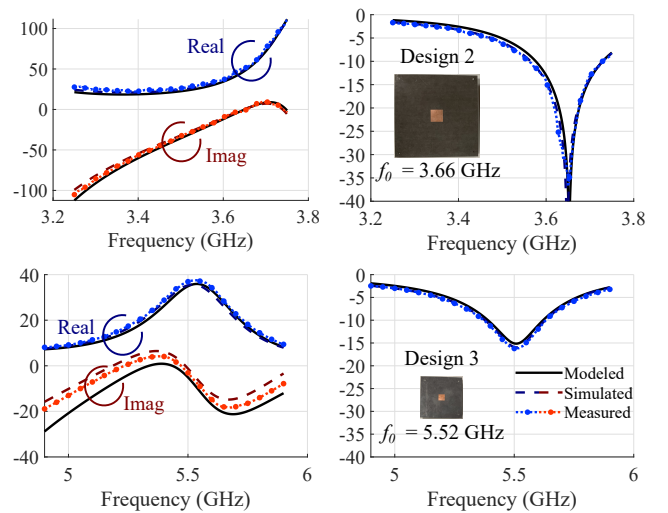 100
50
0
-50
-100
Real
Imag
3.2
3.4
3.6
3.8
Frequency (GHz)
0
-5
-10
-15
-20
-25
-30
-35
-40
Design 2
f0 = 3.66 GHz
3.2
3.4
3.6
3.8
Frequency (GHz)
40
20
0
-20
-40
Real
Imag
5
5.5
6
Frequency (GHz)
0
-5
-10
-15
-20
-25
-30
-35
-40
Design 3
f0 = 5.52 GHz
Modeled
Simulated
Measured
5
5.5
6
Frequency (GHz)